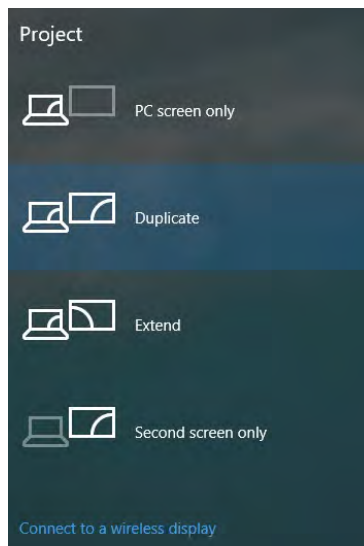 Project
PC screen only
Duplicate
Extend
Second screen only
Connect to a wireless display